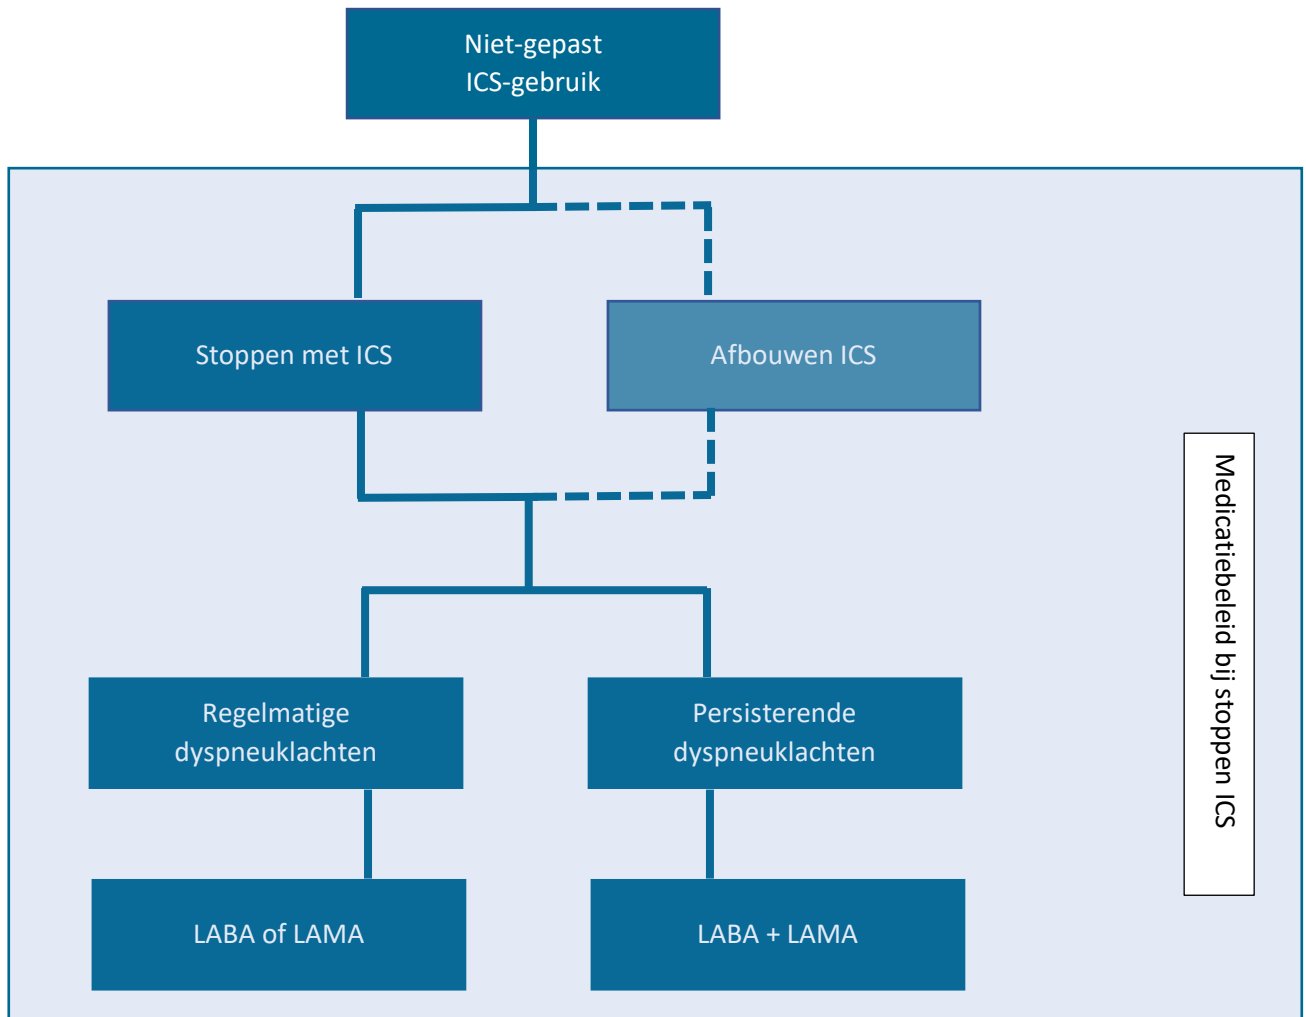 Niet-gepast
ICS-gebruik
Stoppen met ICS
Afbouwen ICS
Medicatiebeleid bij stoppen ICS
Regelmatige
dyspneuklachten
Persisterende
dyspneuklachten
LABA of LAMA
LABA + LAMA